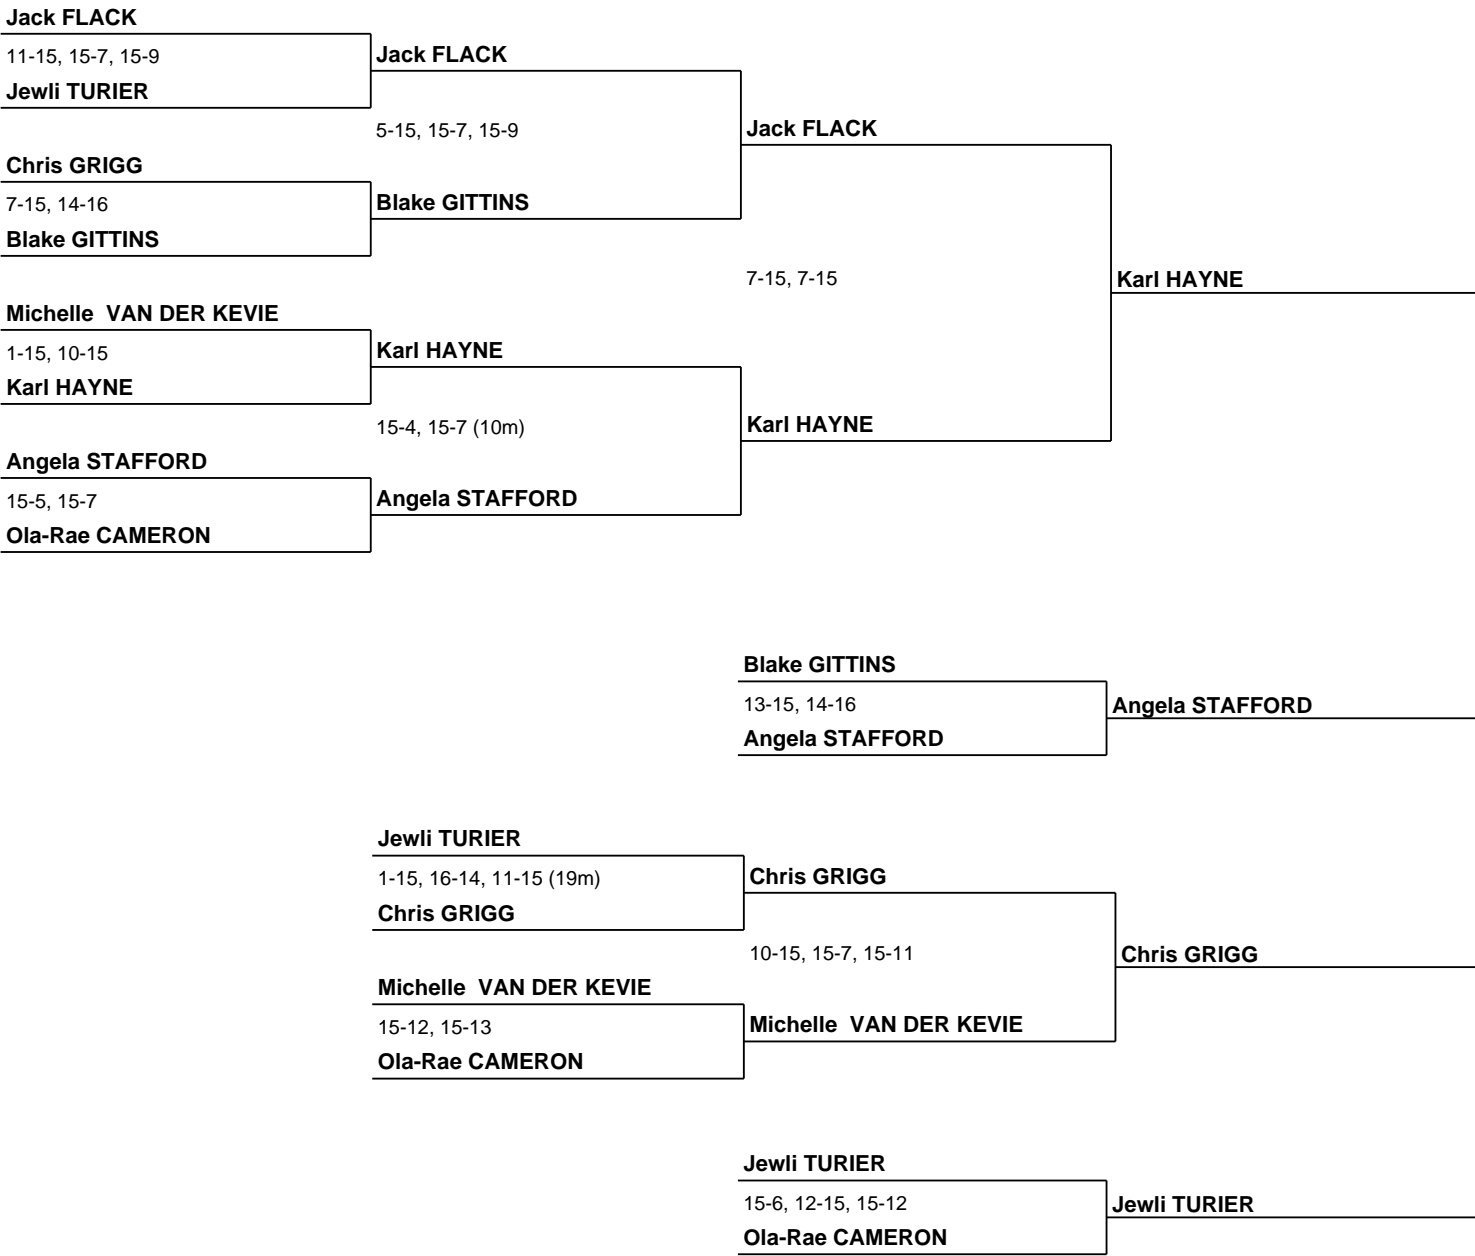 Jack FLACK
11-15, 15-7, 15-9
Jack FLACK
Jewli TURIER
5-15, 15-7, 15-9
Jack FLACK
Chris GRIGG
7-15, 14-16
Blake GITTINS
Blake GITTINS
7-15, 7-15
Karl HAYNE
Michelle  VAN DER KEVIE
1-15, 10-15
Karl HAYNE
Karl HAYNE
15-4, 15-7 (10m)
Karl HAYNE
Angela STAFFORD
15-5, 15-7
Angela STAFFORD
Ola-Rae CAMERON
Blake GITTINS
13-15, 14-16
Angela STAFFORD
Angela STAFFORD
Jewli TURIER
1-15, 16-14, 11-15 (19m)
Chris GRIGG
Chris GRIGG
10-15, 15-7, 15-11
Chris GRIGG
Michelle  VAN DER KEVIE
15-12, 15-13
Michelle  VAN DER KEVIE
Ola-Rae CAMERON
Jewli TURIER
15-6, 12-15, 15-12
Jewli TURIER
Ola-Rae CAMERON